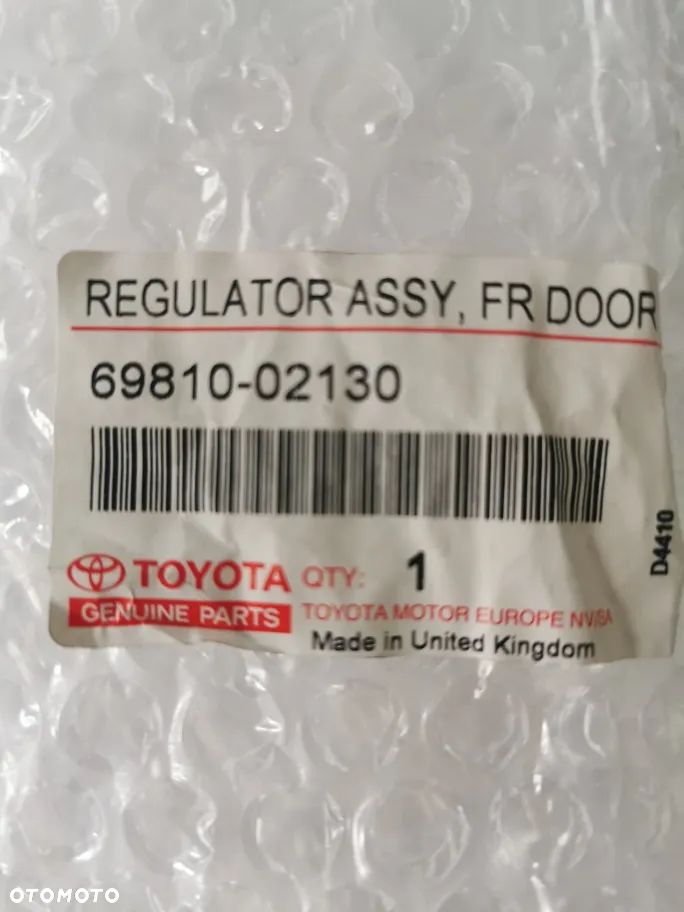 REGULATOR ASSY, FR DOOR
69810-02130
D4410
TOYOTA QTY: 1
GENUINE PARTS TOYOTA MOTOR EUROPE NV/SA
Made in United Kingdom
OTOMOTO